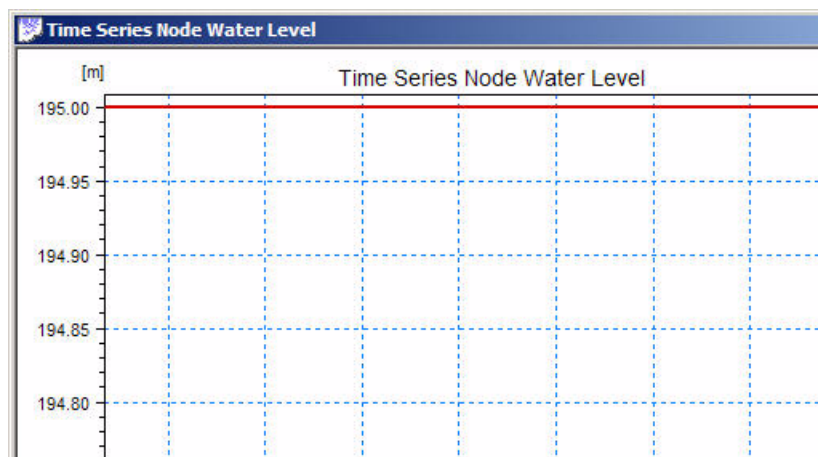 Time Series Node Water Level
[m]
Time Series Node Water Level
195.00
194.95
194.90
194.85
194.80